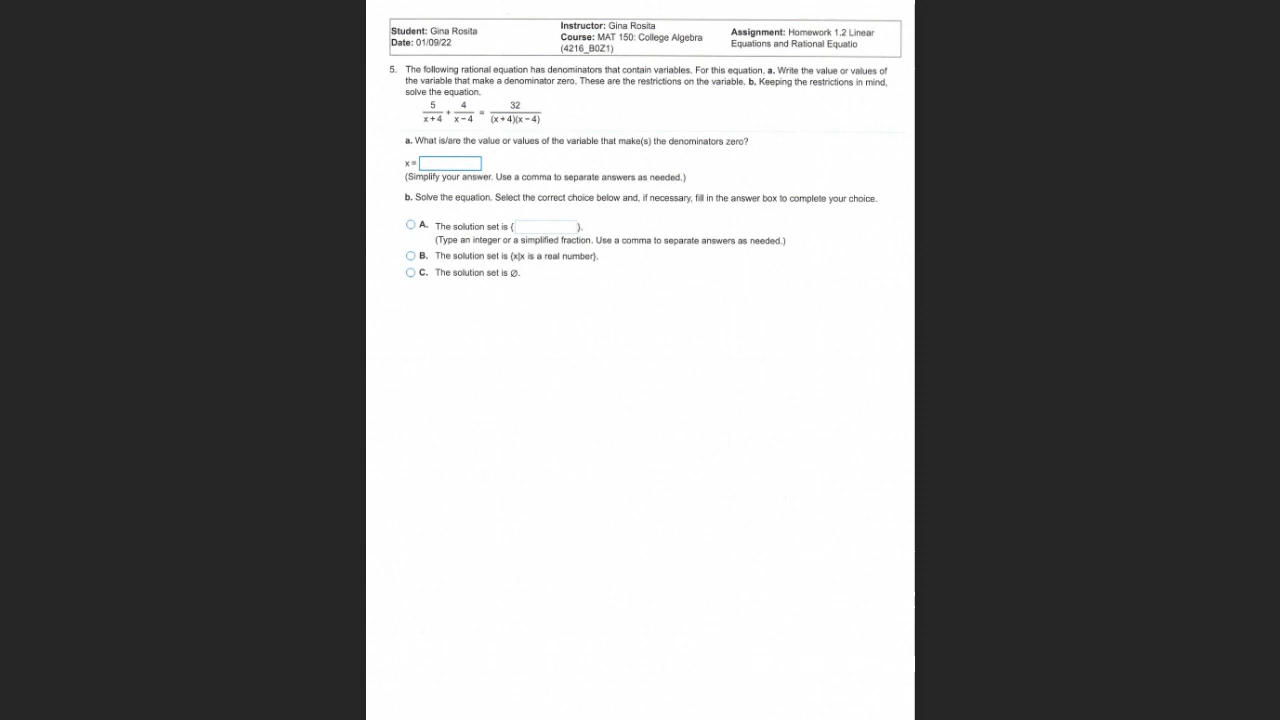 Student: Gina Rosita
Date: 01/09/22
Instructor: Gina Rosita
Course: MAT 150: College Algebra
(4216_B0Z1)
Assignment: Homework 1.2 Linear
Equations and Rational Equatio
5. The following rational equation has denominators that contain variables. For this equation, a. Write the value or values of
the variable that make a denominator zero. These are the restrictions on the variable. b. Keeping the restrictions in mind,
solve the equation.
5/(x+4) + 4/(x−4) = 32/((x+4)(x−4))
a. What is/are the value or values of the variable that make(s) the denominators zero?
x=
(Simplify your answer. Use a comma to separate answers as needed.)
b. Solve the equation. Select the correct choice below and, if necessary, fill in the answer box to complete your choice.
A. The solution set is { }.
(Type an integer or a simplified fraction. Use a comma to separate answers as needed.)
B. The solution set is {x|x is a real number}.
C. The solution set is ∅.